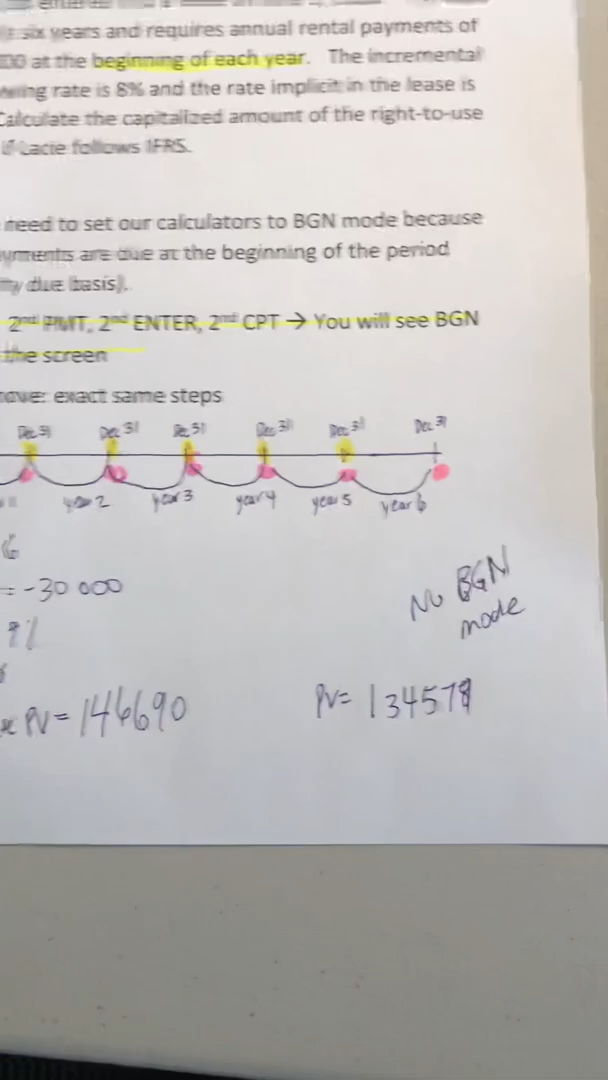 six years and requires annual rental payments of
00 at the beginning of each year. The incremental
wing rate is 8% and the rate implicit in the lease is
Calculate the capitalized amount of the right-to-use
if Lacie follows IFRS.
need to set our calculators to BGN mode because
yments are due at the beginning of the period
ty due basis).
2nd PMT, 2nd ENTER, 2nd CPT → You will see BGN
the screen
exact same steps
Dec 31 Dec 31 Dec 31 Dec 31 Dec 31 Dec 31
year 2 year 3 year 4 year 5 year 6
6
= -30 000
No BGN
mode
PV = 146690
PV = 134578